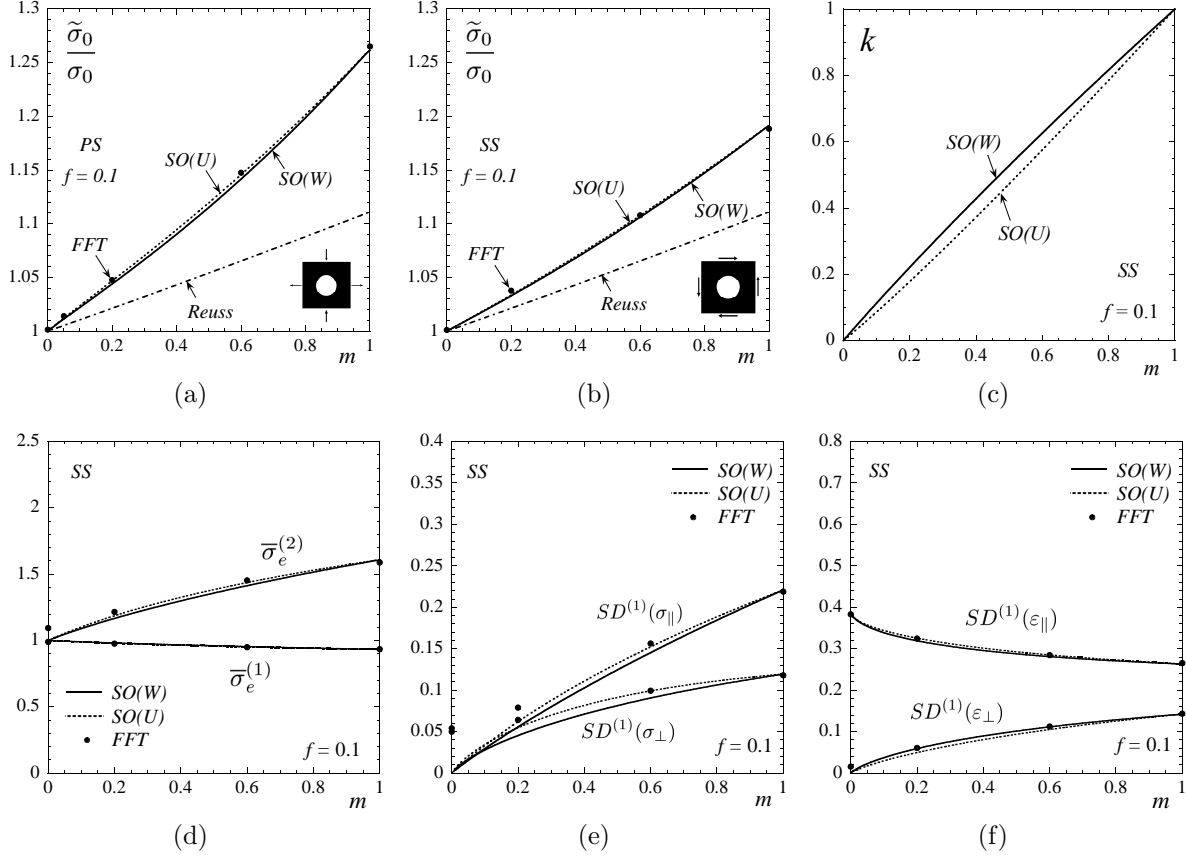 1.3
1.25
1.2
1.15
1.1
1.05
1
σ̃₀
σ₀
PS
f = 0.1
SO(U)
SO(W)
FFT
Reuss
0 0.2 0.4 0.6 0.8 1
m
(a)
1.3
1.25
1.2
1.15
1.1
1.05
1
σ̃₀
σ₀
SS
f = 0.1
SO(U)
SO(W)
FFT
Reuss
0 0.2 0.4 0.6 0.8 1
m
(b)
1
0.8
0.6
0.4
0.2
0
k
SO(W)
SO(U)
SS
f = 0.1
0 0.2 0.4 0.6 0.8 1
m
(c)
2.5
2
1.5
1
0.5
0
SS
σ̅ₑ⁽²⁾
σ̅ₑ⁽¹⁾
SO(W)
SO(U)
FFT
f = 0.1
0 0.2 0.4 0.6 0.8 1
m
(d)
0.4
0.35
0.3
0.25
0.2
0.15
0.1
0.05
0
SS
SO(W)
SO(U)
FFT
SD⁽¹⁾(σ∥)
SD⁽¹⁾(σ⊥)
f = 0.1
0 0.2 0.4 0.6 0.8 1
m
(e)
0.8
0.7
0.6
0.5
0.4
0.3
0.2
0.1
0
SS
SO(W)
SO(U)
FFT
SD⁽¹⁾(ε∥)
SD⁽¹⁾(ε⊥)
f = 0.1
0 0.2 0.4 0.6 0.8 1
m
(f)